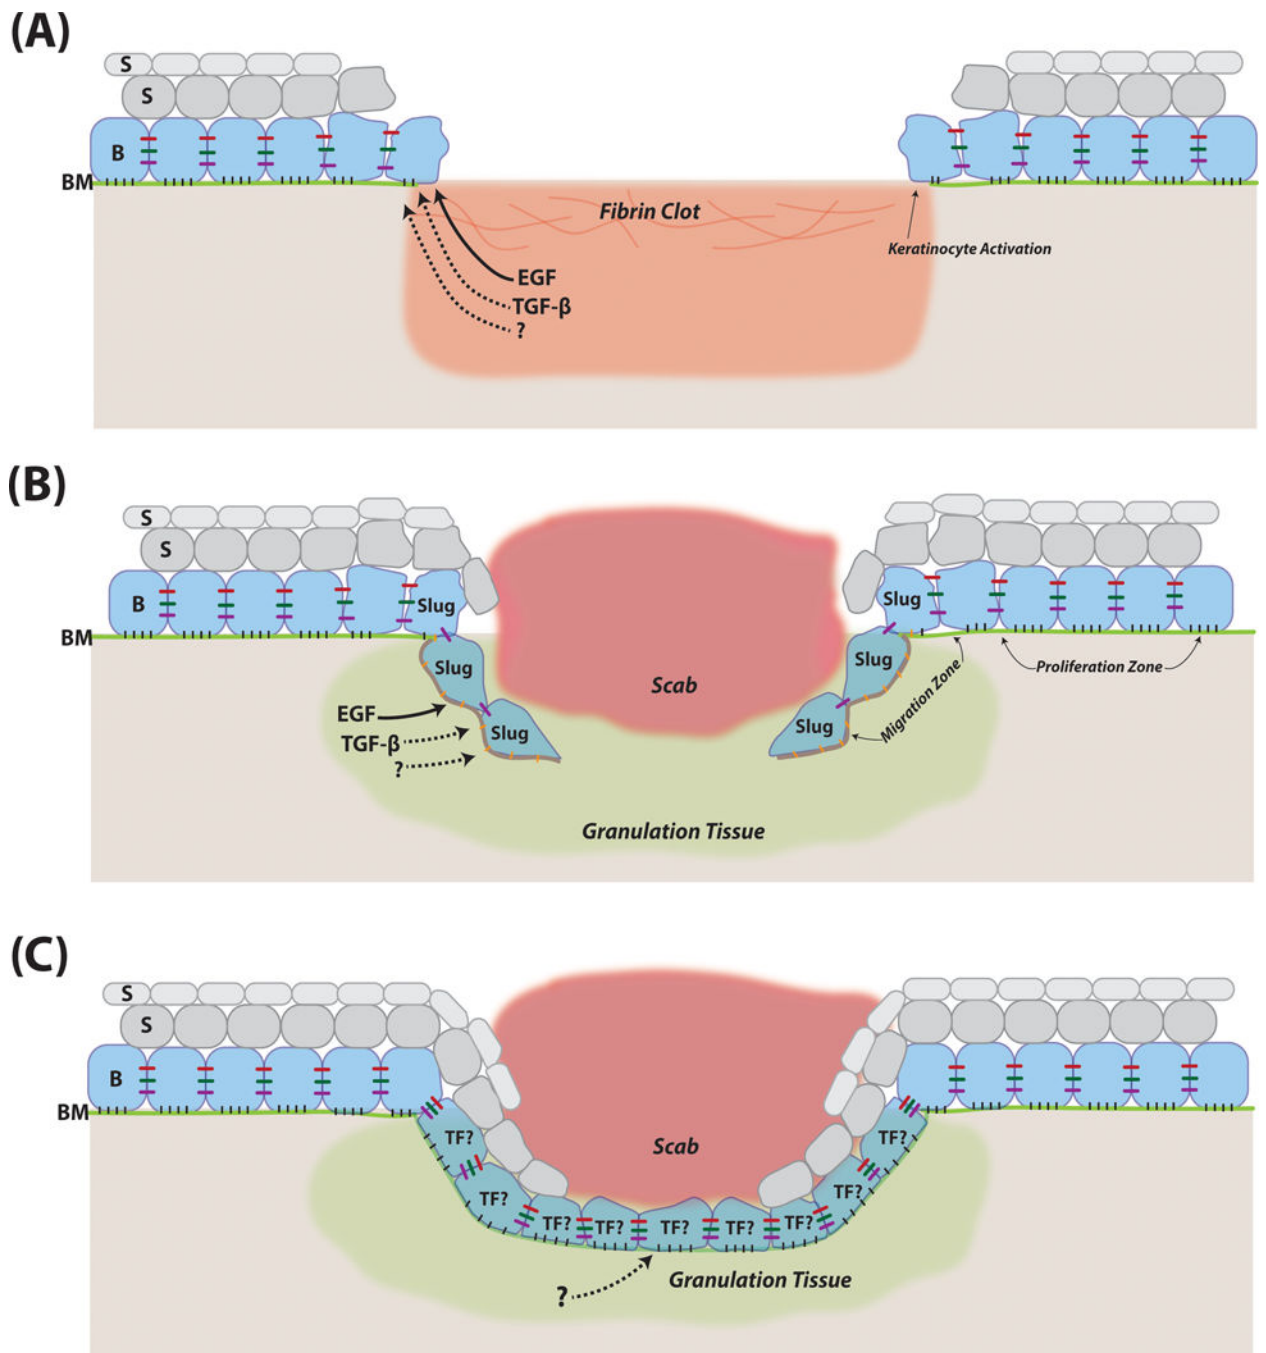 (A)
S
S
B
BM
Fibrin Clot
Keratinocyte Activation
EGF
TGF-β
?
(B)
S
S
B
Slug
Slug
BM
Slug
Slug
Scab
Migration Zone
Proliferation Zone
Slug
Slug
EGF
TGF-β
?
Granulation Tissue
(C)
S
S
B
BM
TF?
TF?
Scab
TF?
TF?
TF?
TF?
TF?
TF?
TF?
?
Granulation Tissue